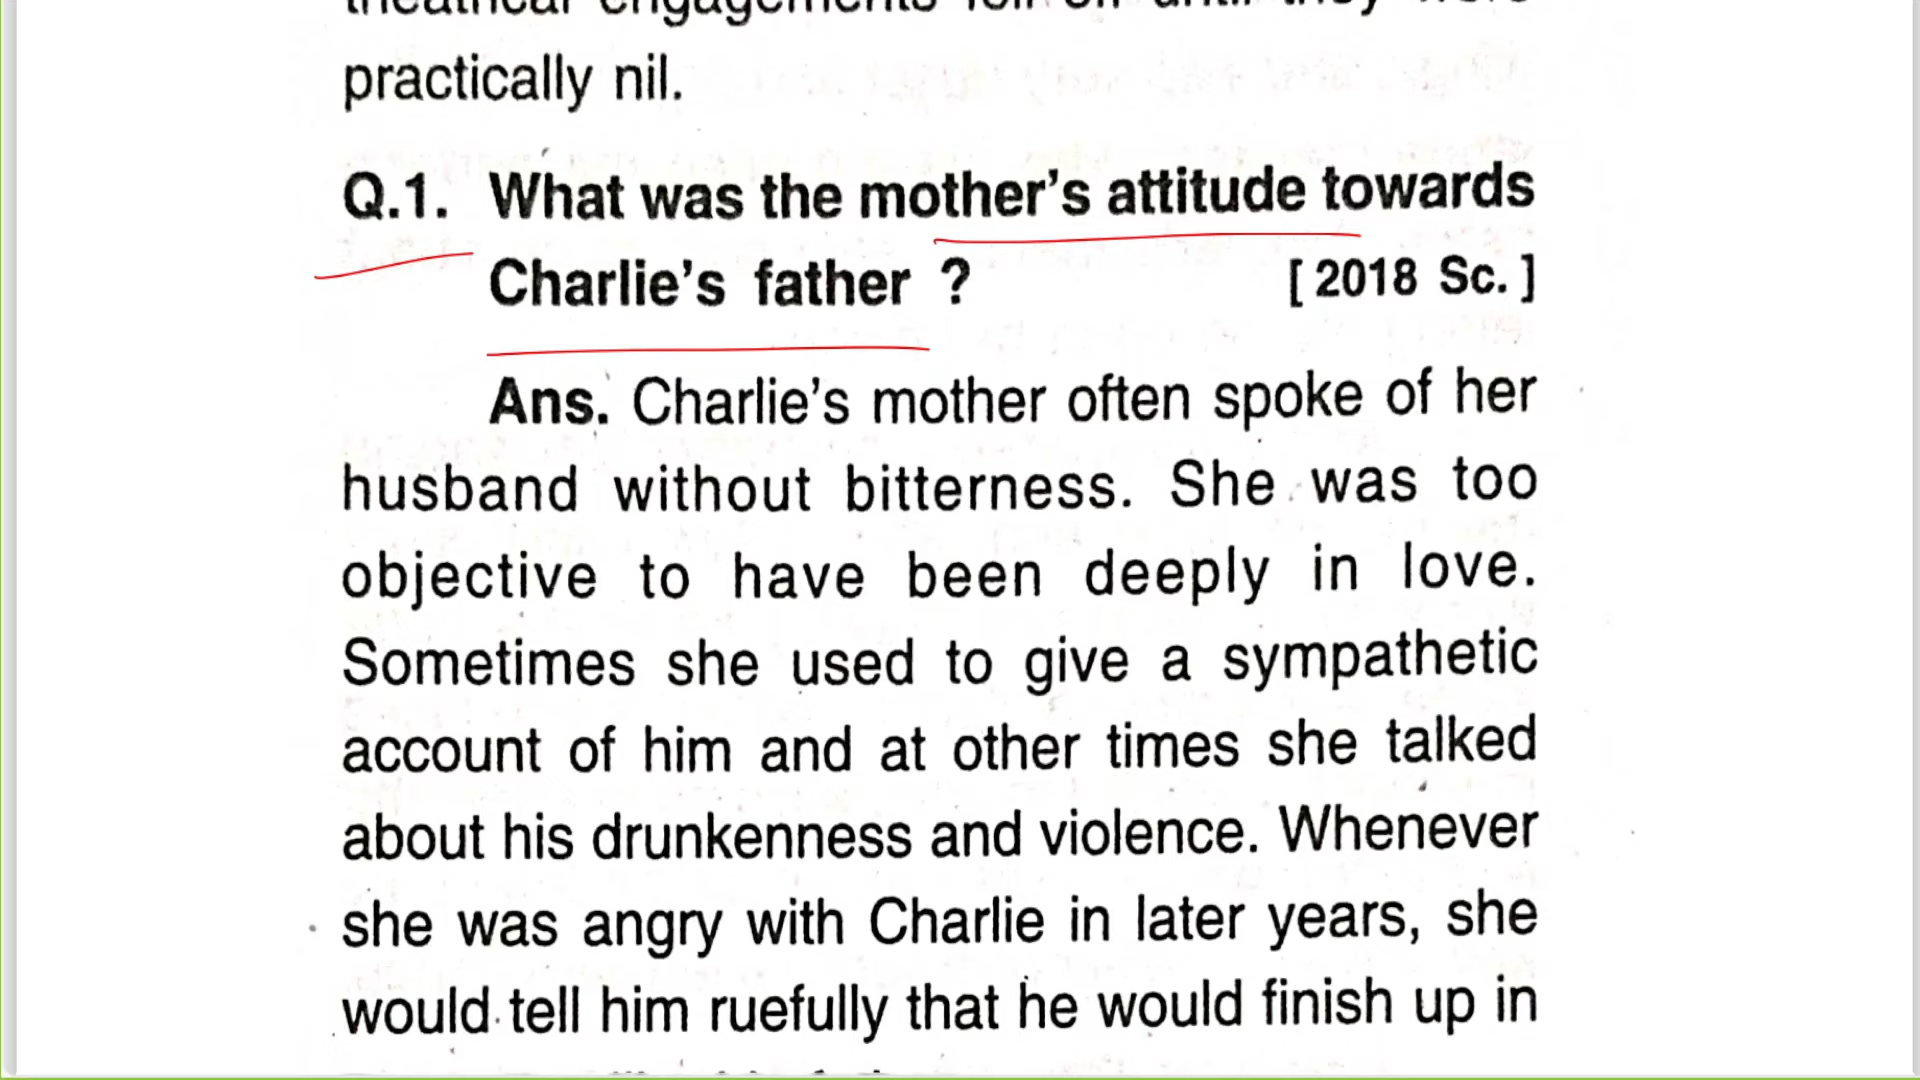 practically nil.
Q.1. What was the mother's attitude towards
Charlie's father ? [ 2018 Sc. ]
Ans. Charlie's mother often spoke of her
husband without bitterness. She was too
objective to have been deeply in love.
Sometimes she used to give a sympathetic
account of him and at other times she talked
about his drunkenness and violence. Whenever
she was angry with Charlie in later years, she
would tell him ruefully that he would finish up in